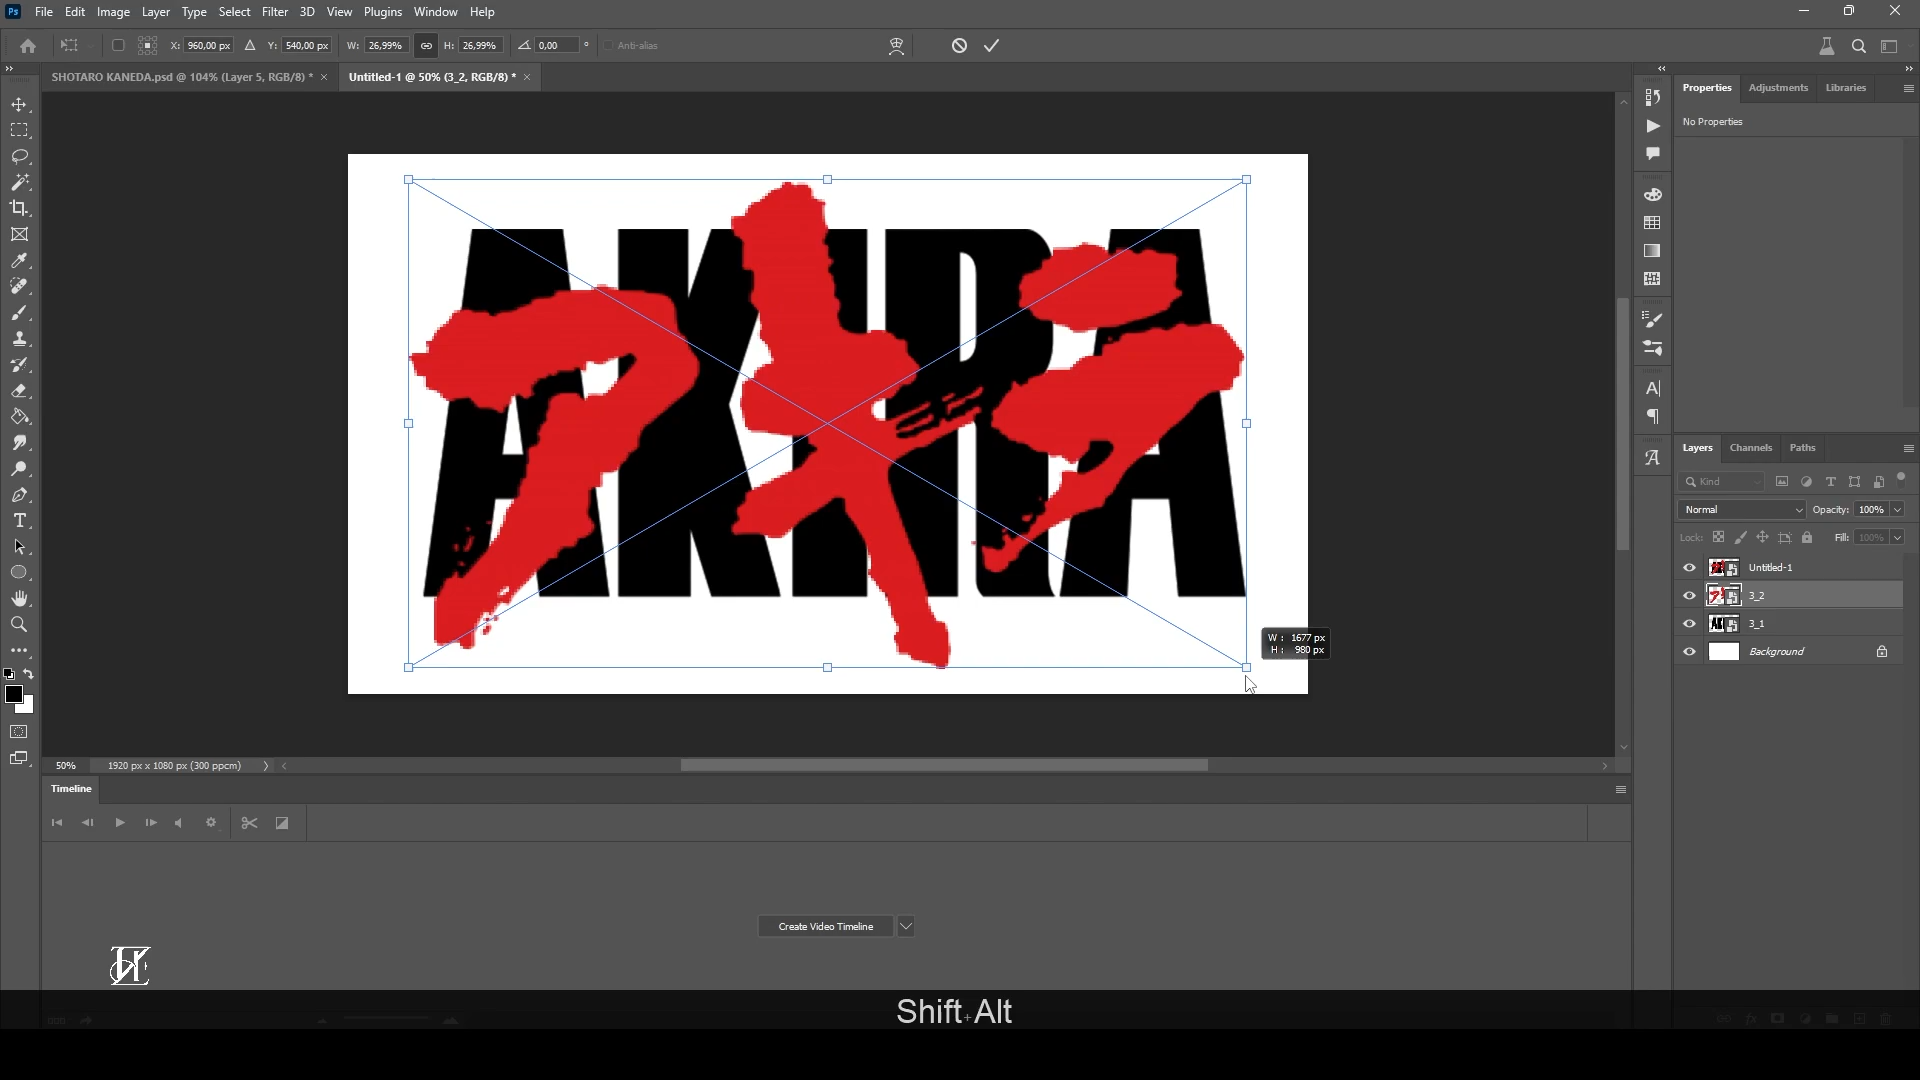 Ps File Edit Image Layer Type Select Filter 3D View Plugins Window Help
X: 960,00 px Y: 540,00 px W: 26,99% H: 26,99% 0,00 ° Anti-alias
SHOTARO KANEDA.psd @ 104% (Layer 5, RGB/8) * × Untitled-1 @ 50% (3_2, RGB/8) * ×
Properties Adjustments Libraries
No Properties
AKIRA
アキラ
W : 1677 px
H : 980 px
Layers Channels Paths
Kind
Normal Opacity: 100%
Lock: Fill: 100%
Untitled-1
3_2
3_1
Background
50% 1920 px x 1080 px (300 ppcm)
Timeline
Create Video Timeline
Shift+Alt